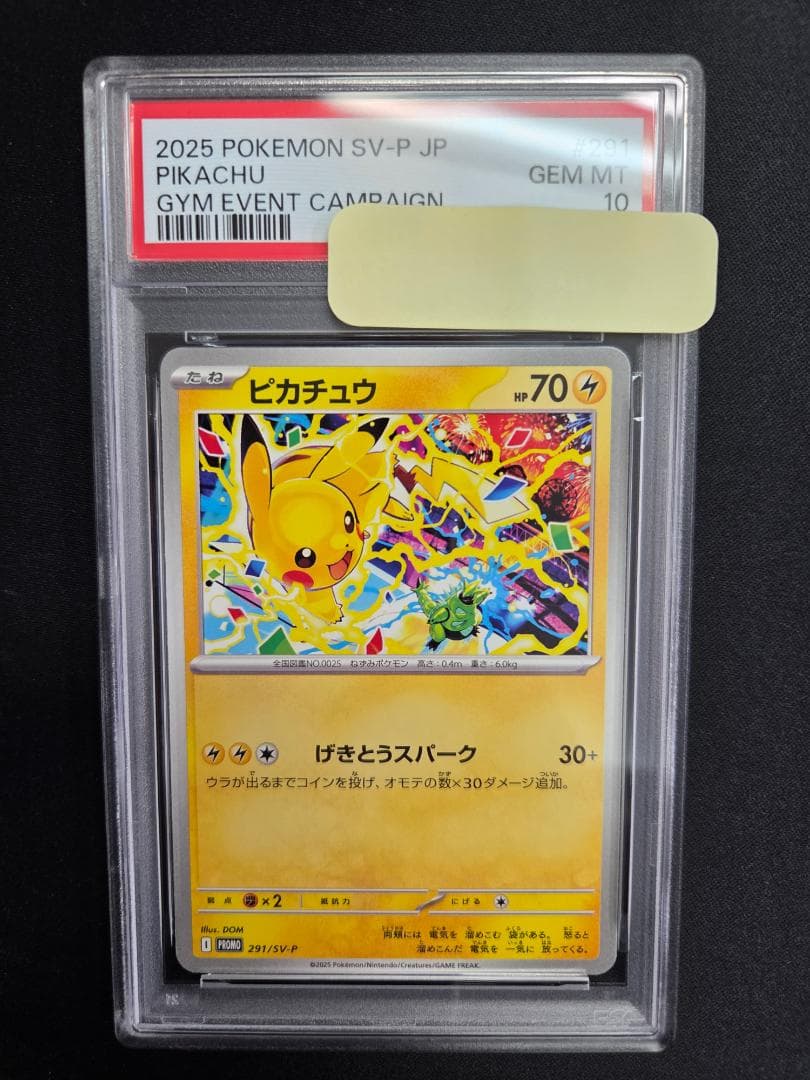 2025 POKEMON SV-P JP #291
PIKACHU GEM MT
GYM EVENT CAMPAIGN 10
たね ピカチュウ HP 70
全国図鑑NO.0025 ねずみポケモン 高さ:0.4m 重さ:6.0kg
げきとうスパーク 30+
ウラが出るまでコインを投げ、オモテの数×30ダメージ追加。
弱点 ×2 抵抗力 にげる
Illus. DOM
両頬には 電気を 溜めこむ 袋がある。 怒ると
溜めこんだ 電気を 一気に 放ってくる。
I PROMO 291/SV-P
©2025 Pokémon/Nintendo/Creatures/GAME FREAK.